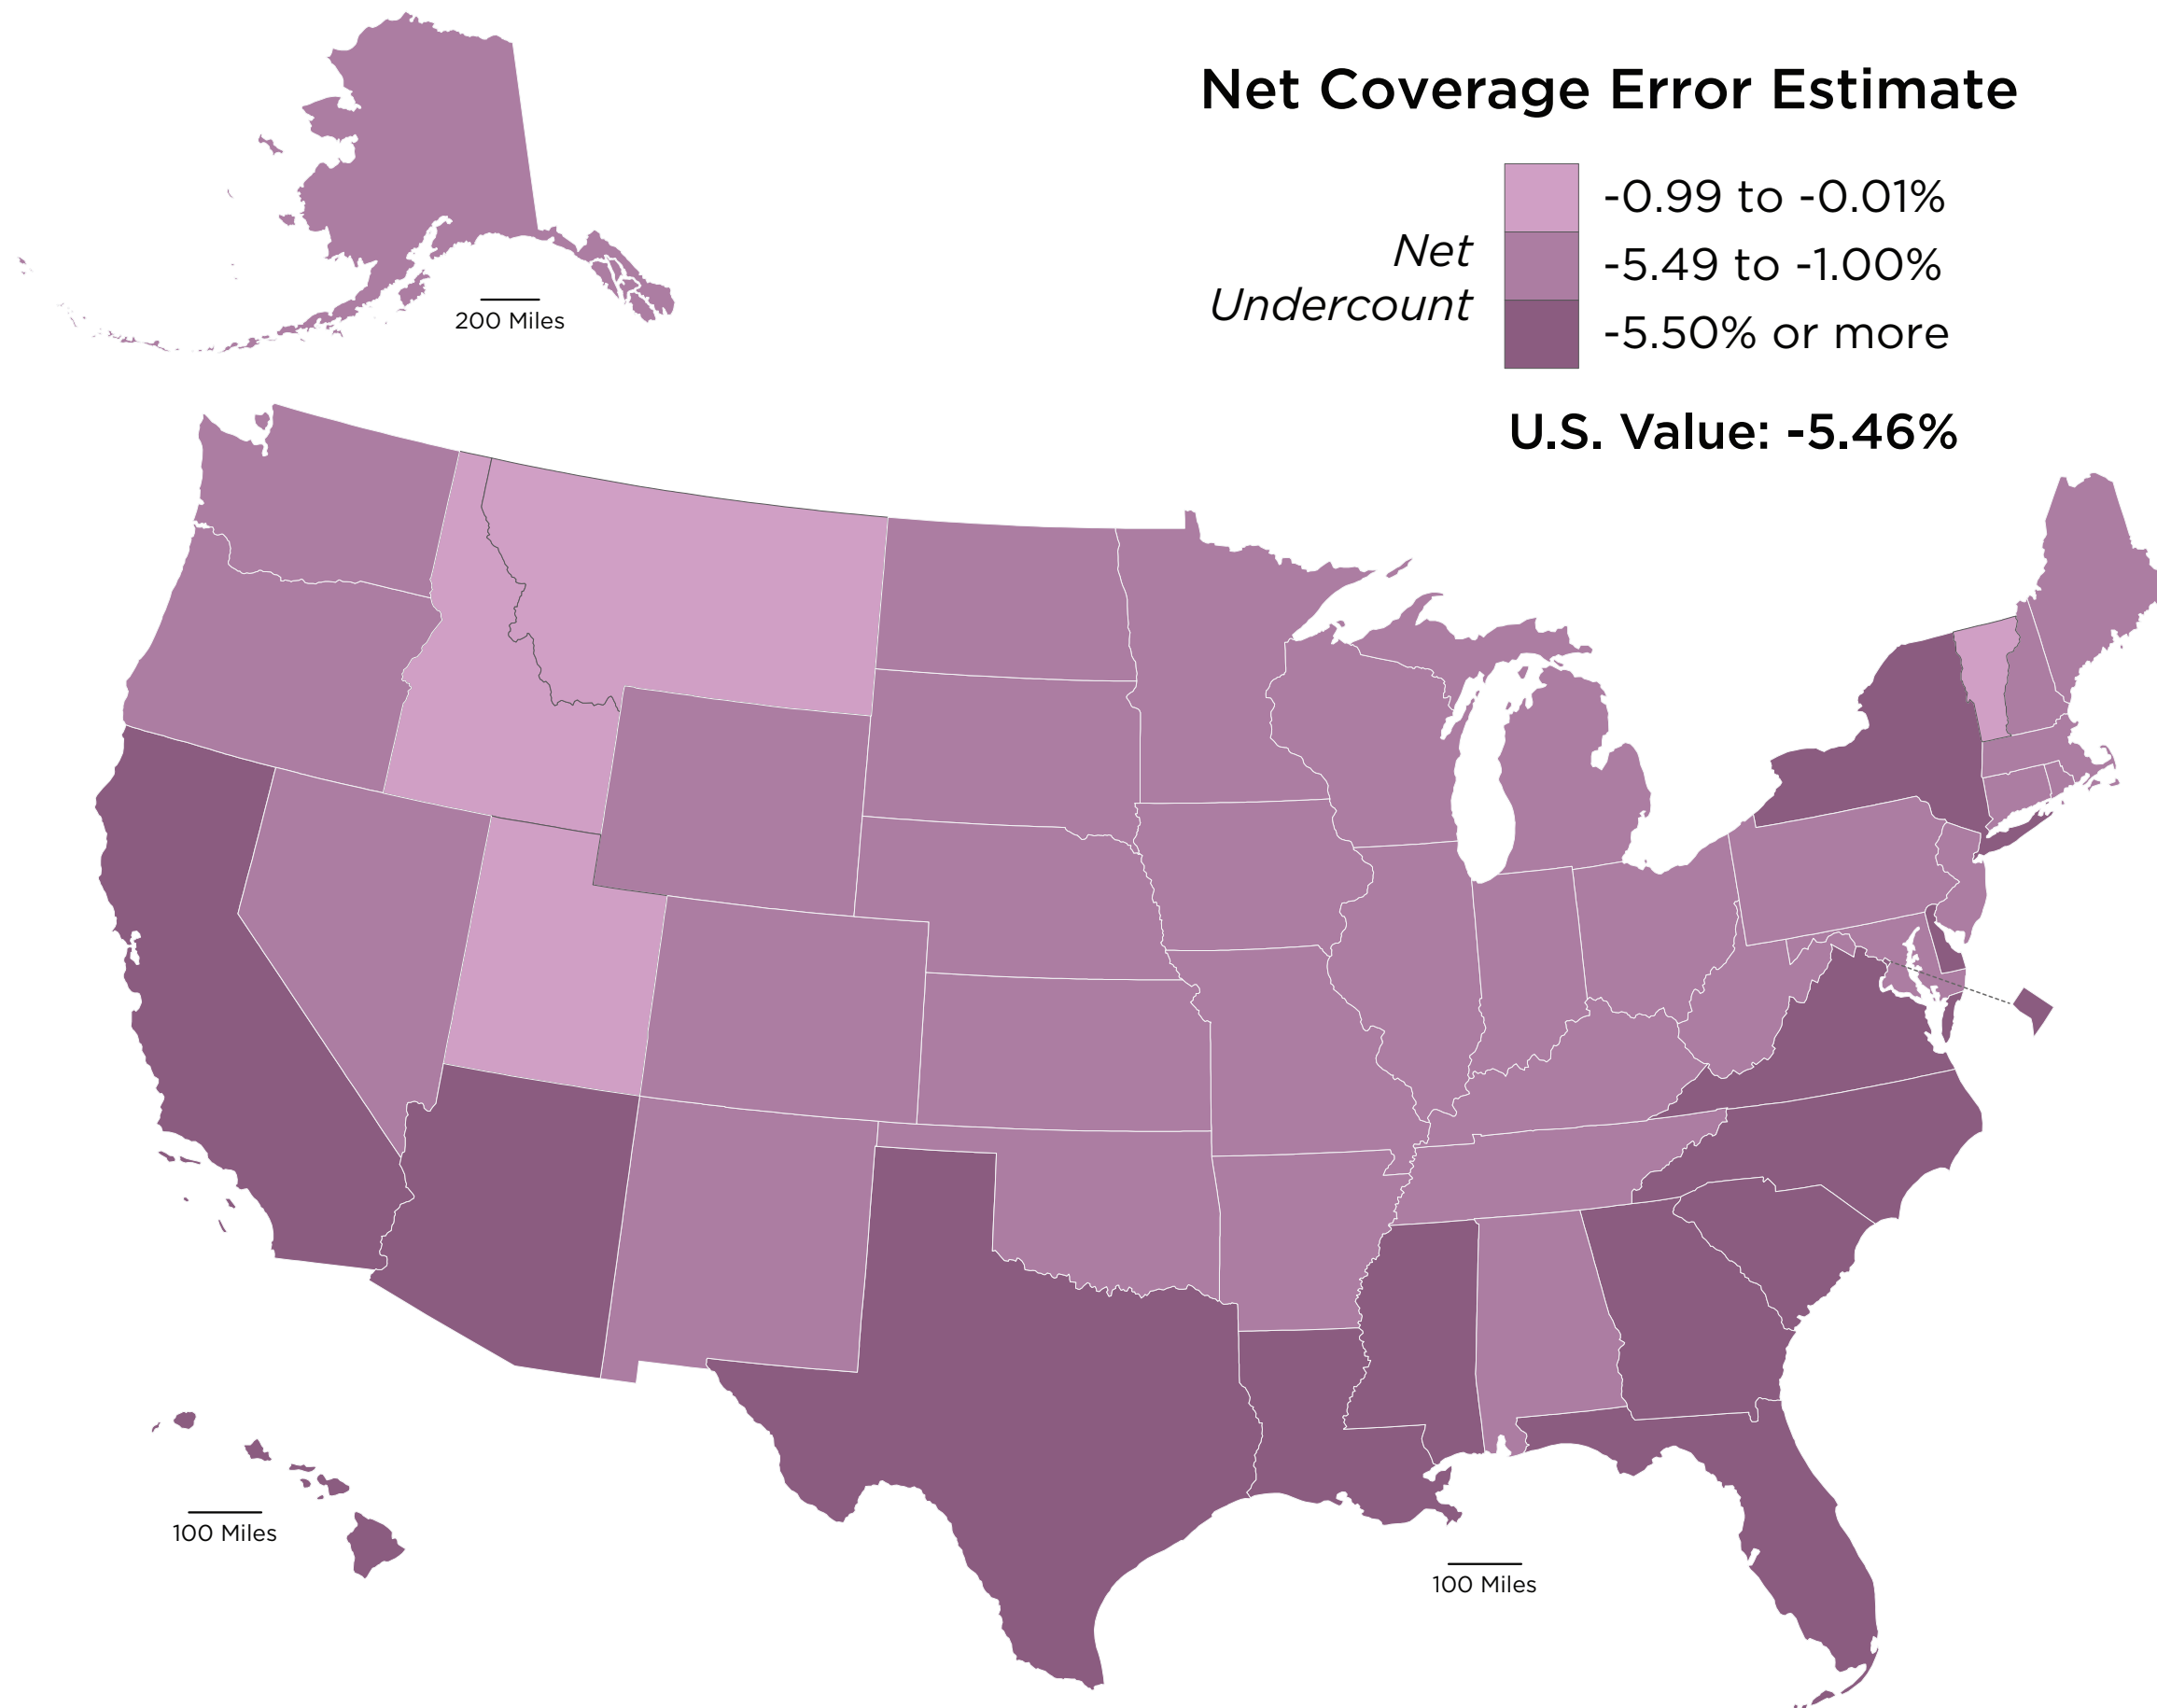 Net Coverage Error Estimate
-0.99 to -0.01%
Net
Undercount
-5.49 to -1.00%
-5.50% or more
U.S. Value: -5.46%
200 Miles
100 Miles
100 Miles